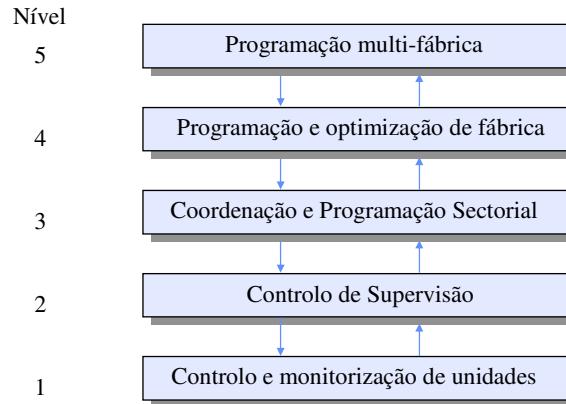 Nível
5
Programação multi-fábrica
4
Programação e optimização de fábrica
3
Coordenação e Programação Sectorial
2
Controlo de Supervisão
1
Controlo e monitorização de unidades